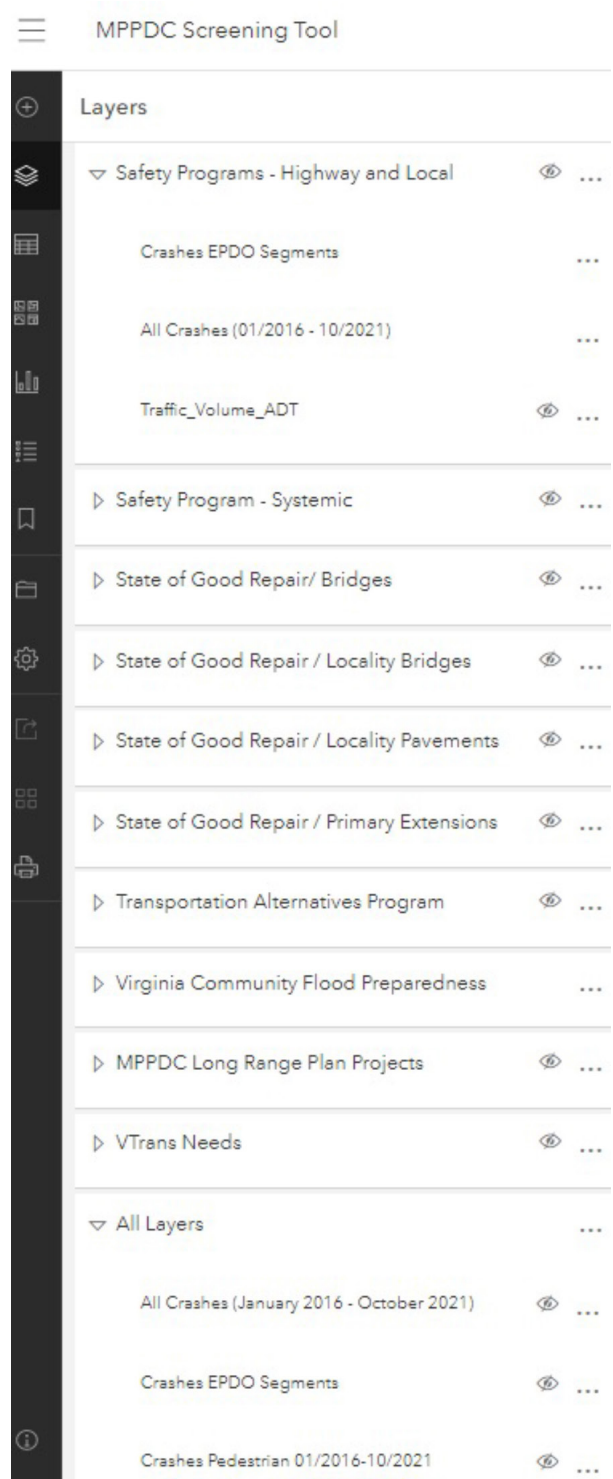 MPPDC Screening Tool
Layers
Safety Programs - Highway and Local
Crashes EPDO Segments
All Crashes (01/2016 - 10/2021)
Traffic_Volume_ADT
Safety Program - Systemic
State of Good Repair/ Bridges
State of Good Repair / Locality Bridges
State of Good Repair / Locality Pavements
State of Good Repair / Primary Extensions
Transportation Alternatives Program
Virginia Community Flood Preparedness
MPPDC Long Range Plan Projects
VTrans Needs
All Layers
All Crashes (January 2016 - October 2021)
Crashes EPDO Segments
Crashes Pedestrian 01/2016-10/2021